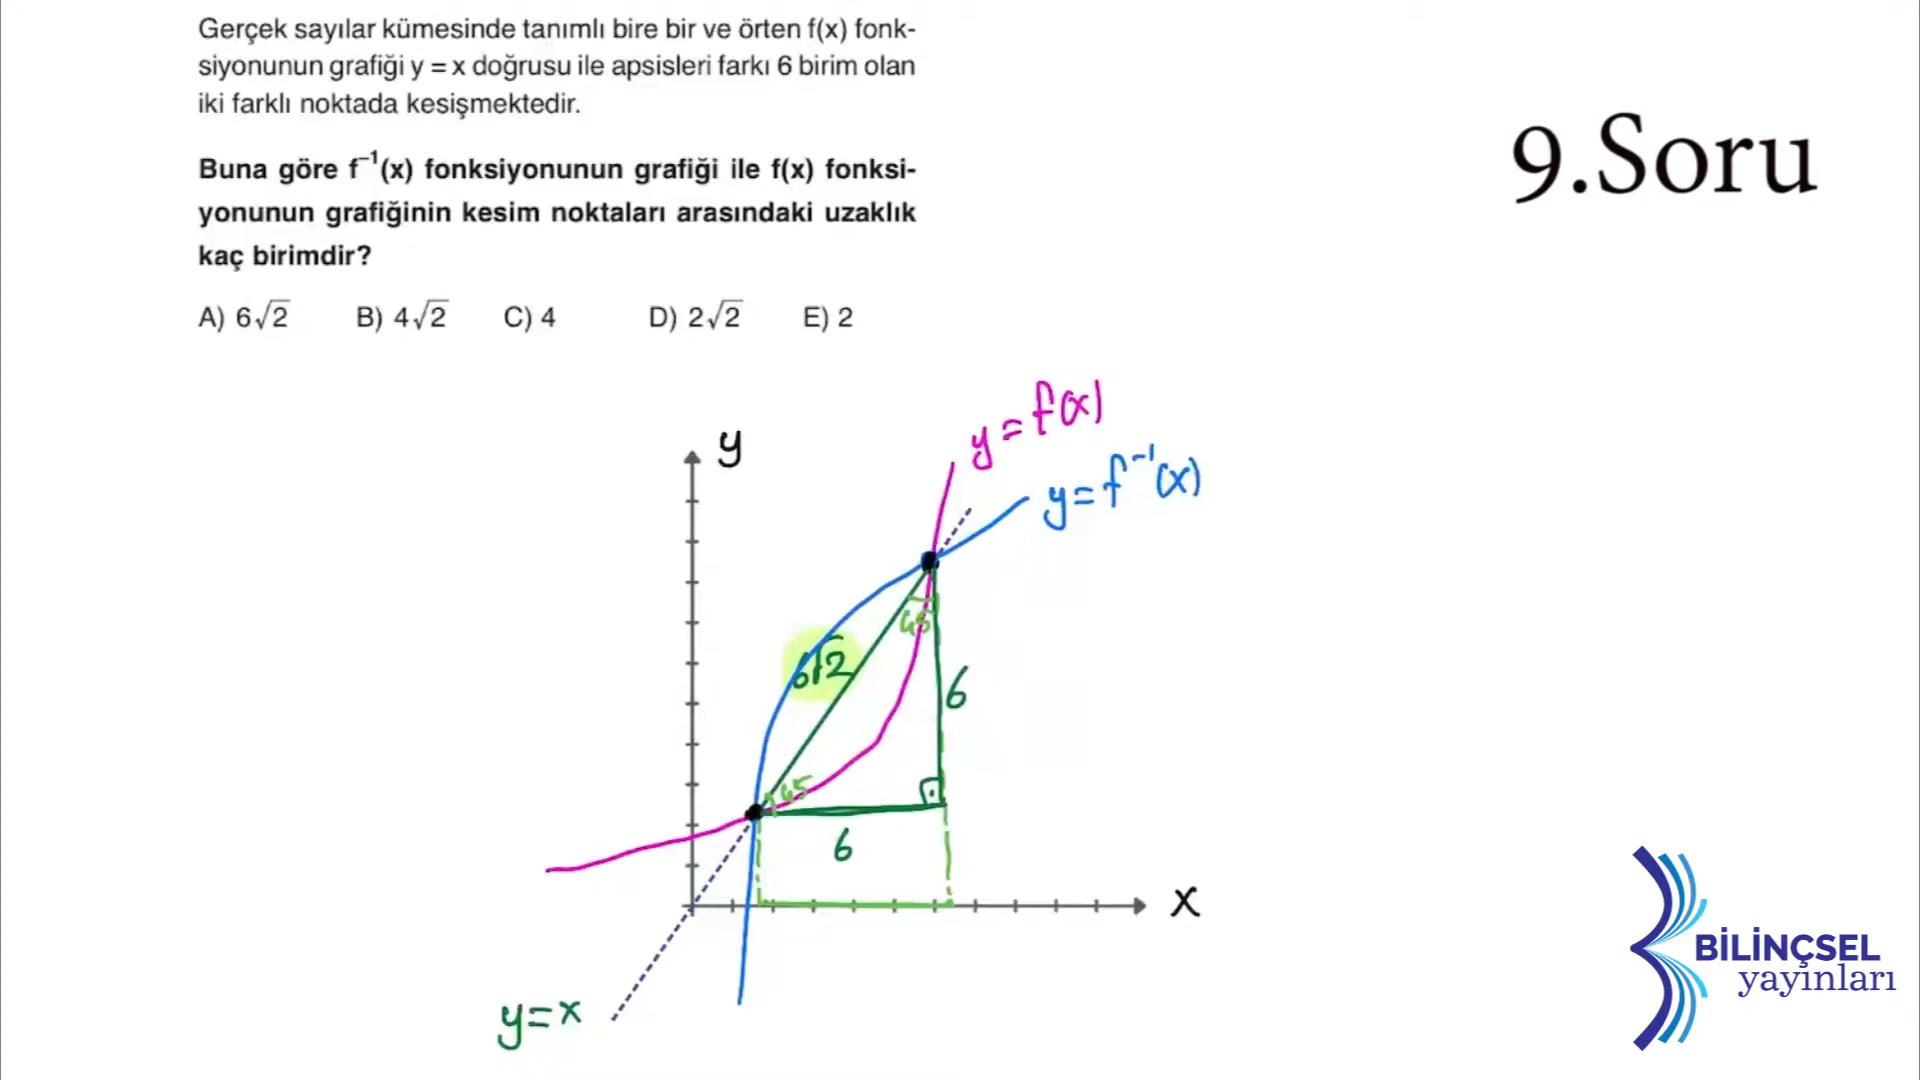 Gerçek sayılar kümesinde tanımlı bire bir ve örten f(x) fonk-
siyonunun grafiği y = x doğrusu ile apsisleri farkı 6 birim olan
iki farklı noktada kesişmektedir.
9.Soru
Buna göre f⁻¹(x) fonksiyonunun grafiği ile f(x) fonksi-
yonunun grafiğinin kesim noktaları arasındaki uzaklık
kaç birimdir?
A) 6√2 B) 4√2 C) 4 D) 2√2 E) 2
y = f(x)
y
y = f⁻¹(x)
45
6√2
6
45
6
x
y=x
BİLİNÇSEL
yayınları